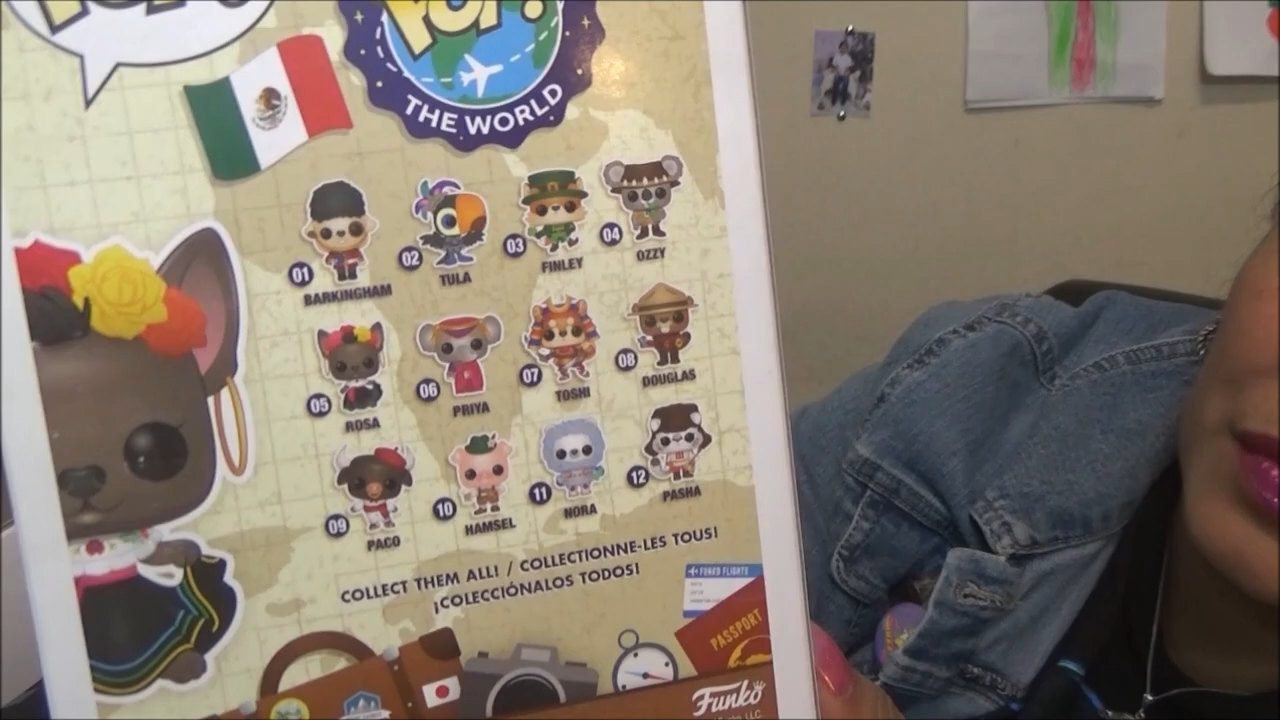 POP!
POP!
THE WORLD
01 BARKINGHAM
02 TULA
03 FINLEY
04 OZZY
05 ROSA
06 PRIYA
07 TOSHI
08 DOUGLAS
09 PACO
10 HAMSEL
11 NORA
12 PASHA
COLLECT THEM ALL! / COLLECTIONNE-LES TOUS!
¡COLECCIÓNALOS TODOS!
FUNKO FLIGHTS
PASSPORT
Funko